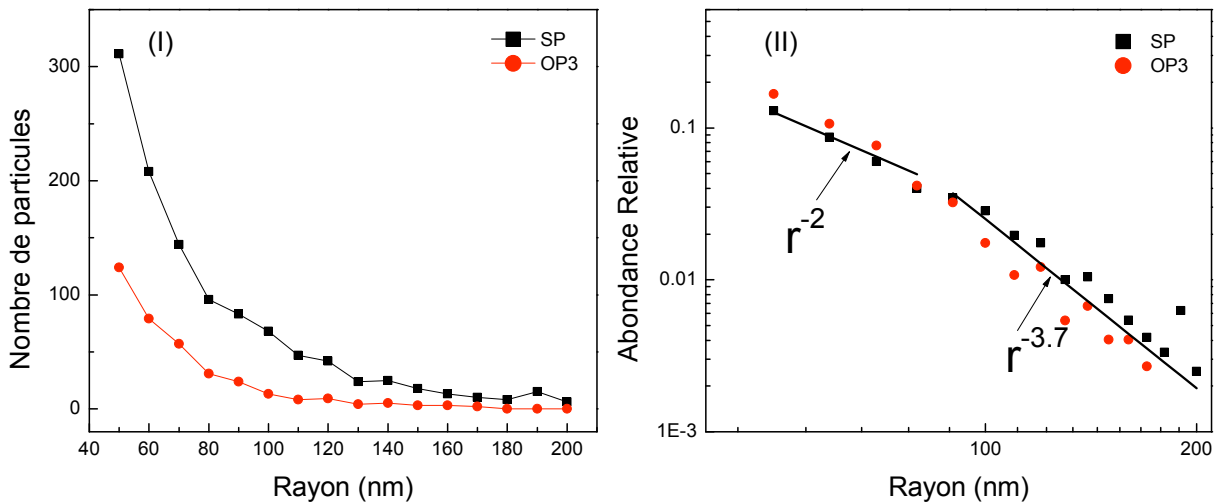 (I)
SP
OP3
300
200
100
0
40 60 80 100 120 140 160 180 200
Nombre de particules
Rayon (nm)
(II)
SP
OP3
0.1
0.01
1E-3
100 200
r-2
r-3.7
Abondance Relative
Rayon (nm)